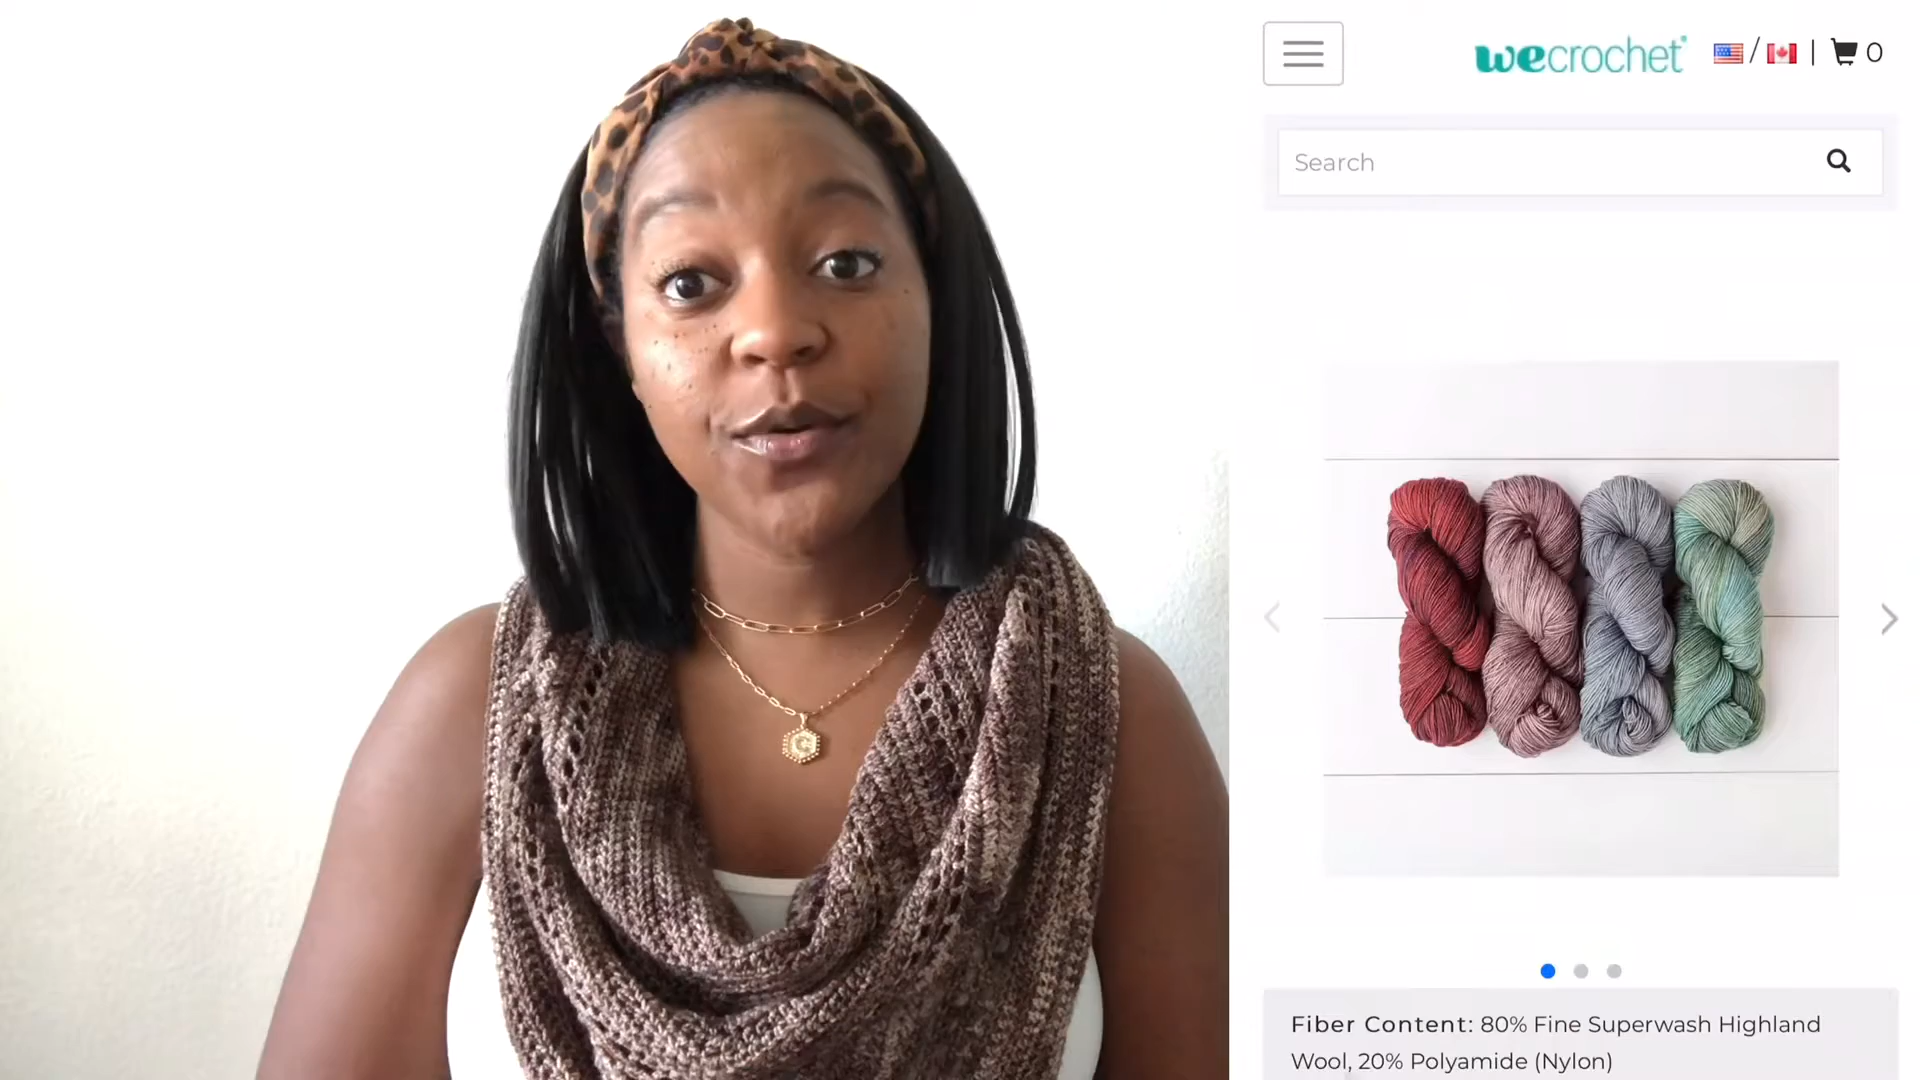 wecrochet
/ | 0
Search
Fiber Content: 80% Fine Superwash Highland
Wool, 20% Polyamide (Nylon)